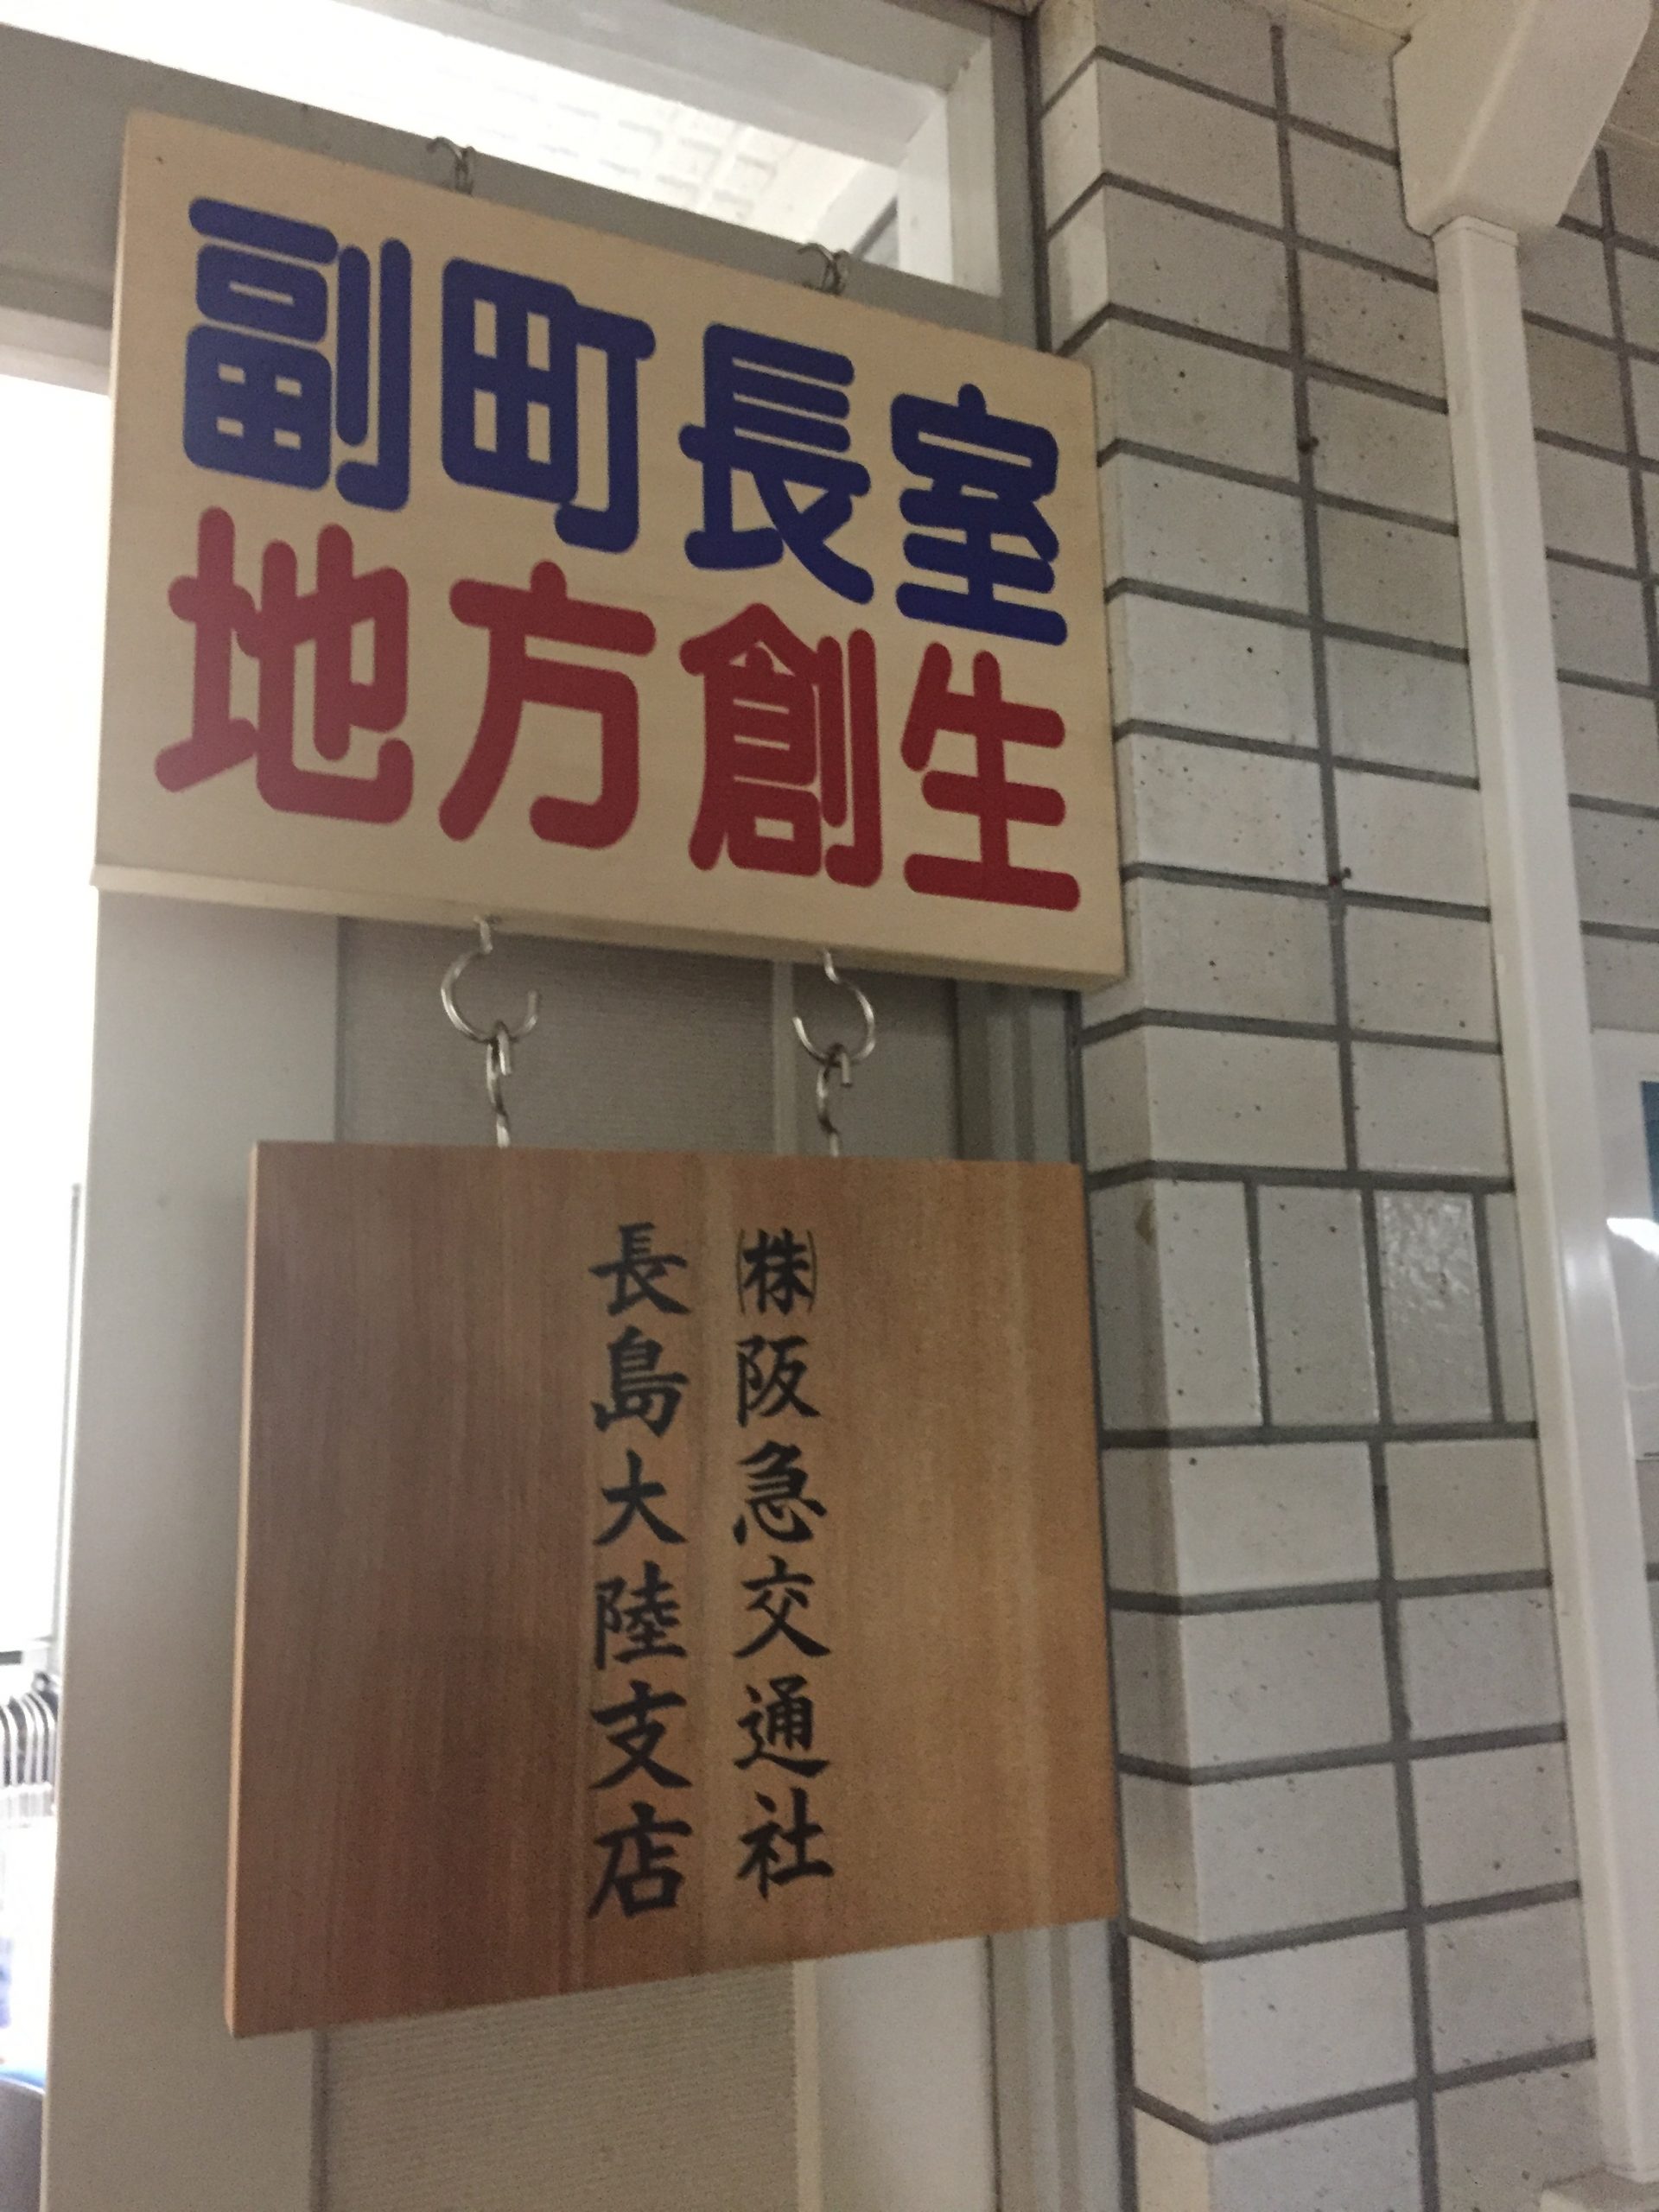 副町長室
地方創生
㈱阪急交通社
長島大陸支店